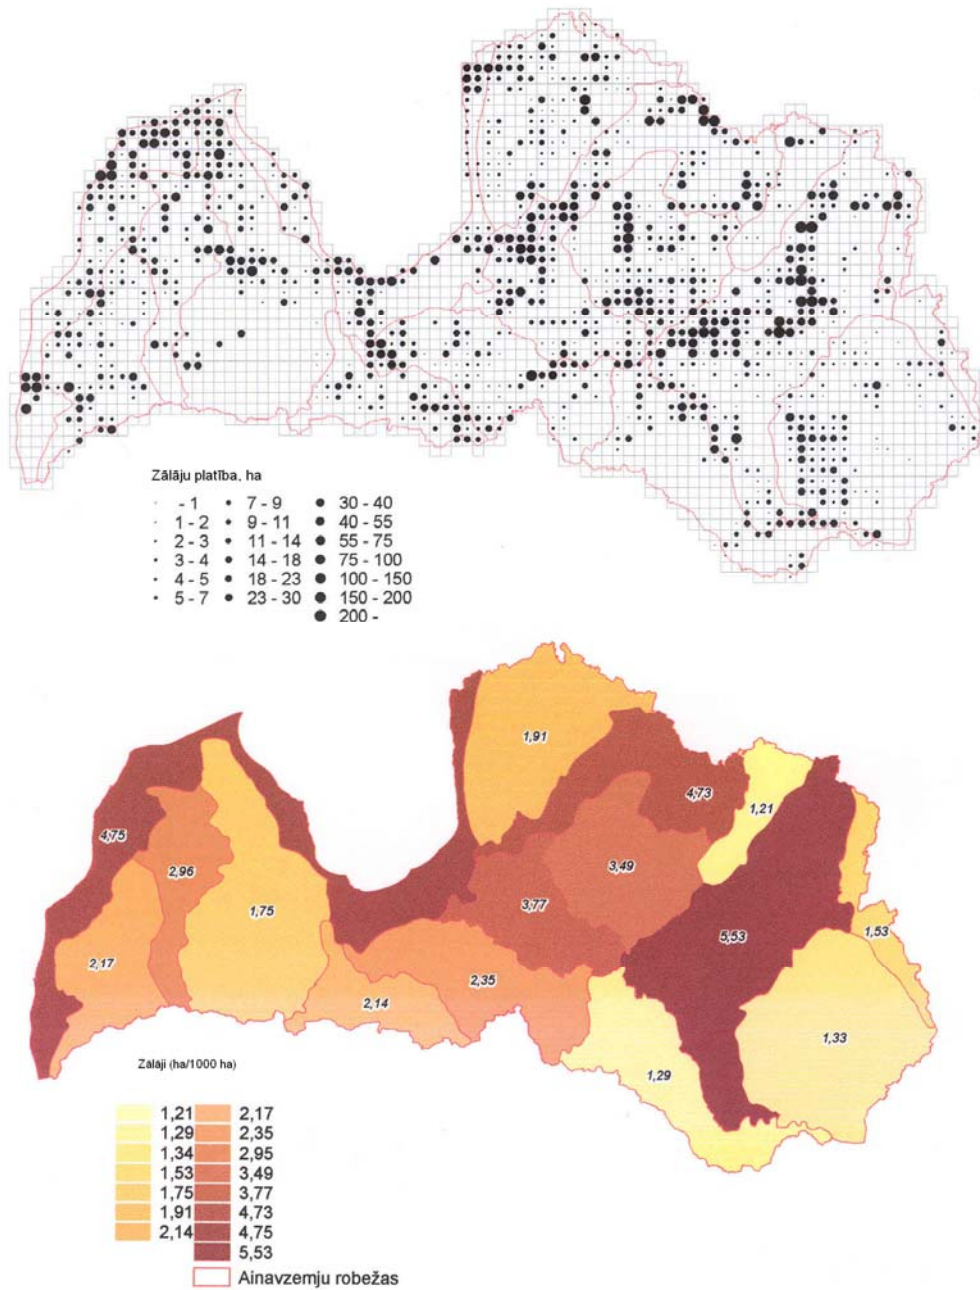 Zālāju platība, ha
- 1
1 - 2
2 - 3
3 - 4
4 - 5
5 - 7
7 - 9
9 - 11
11 - 14
14 - 18
18 - 23
23 - 30
30 - 40
40 - 55
55 - 75
75 - 100
100 - 150
150 - 200
200 -
1,91
4,73
1,21
4,75
2,96
3,49
1,75
3,77
5,53
1,53
2,17
2,35
2,14
1,33
1,29
Zālāji (ha/1000 ha)
1,21
1,29
1,34
1,53
1,75
1,91
2,14
2,17
2,35
2,95
3,49
3,77
4,73
4,75
5,53
Ainavzemju robežas